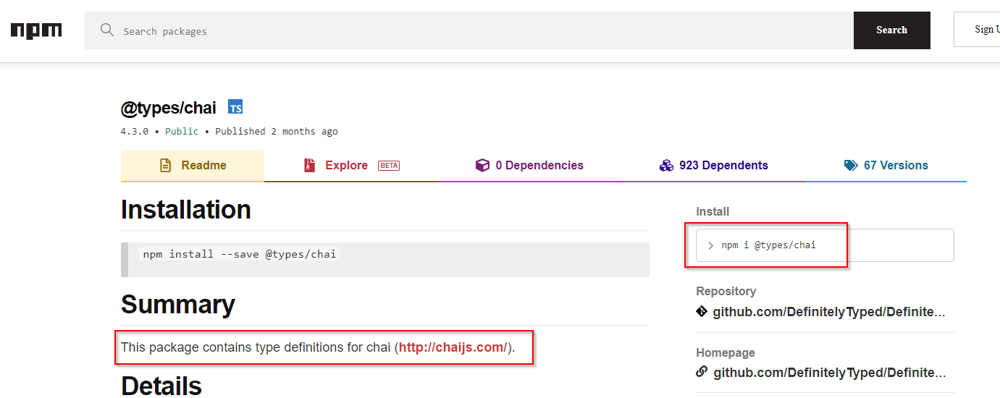 npm
Search packages
Search
Sign U
@types/chai TS
4.3.0 • Public • Published 2 months ago
Readme
Explore BETA
0 Dependencies
923 Dependents
67 Versions
Installation
npm install --save @types/chai
Summary
This package contains type definitions for chai (http://chaijs.com/).
Details
Install
> npm i @types/chai
Repository
github.com/DefinitelyTyped/Definite...
Homepage
github.com/DefinitelyTyped/Definite...